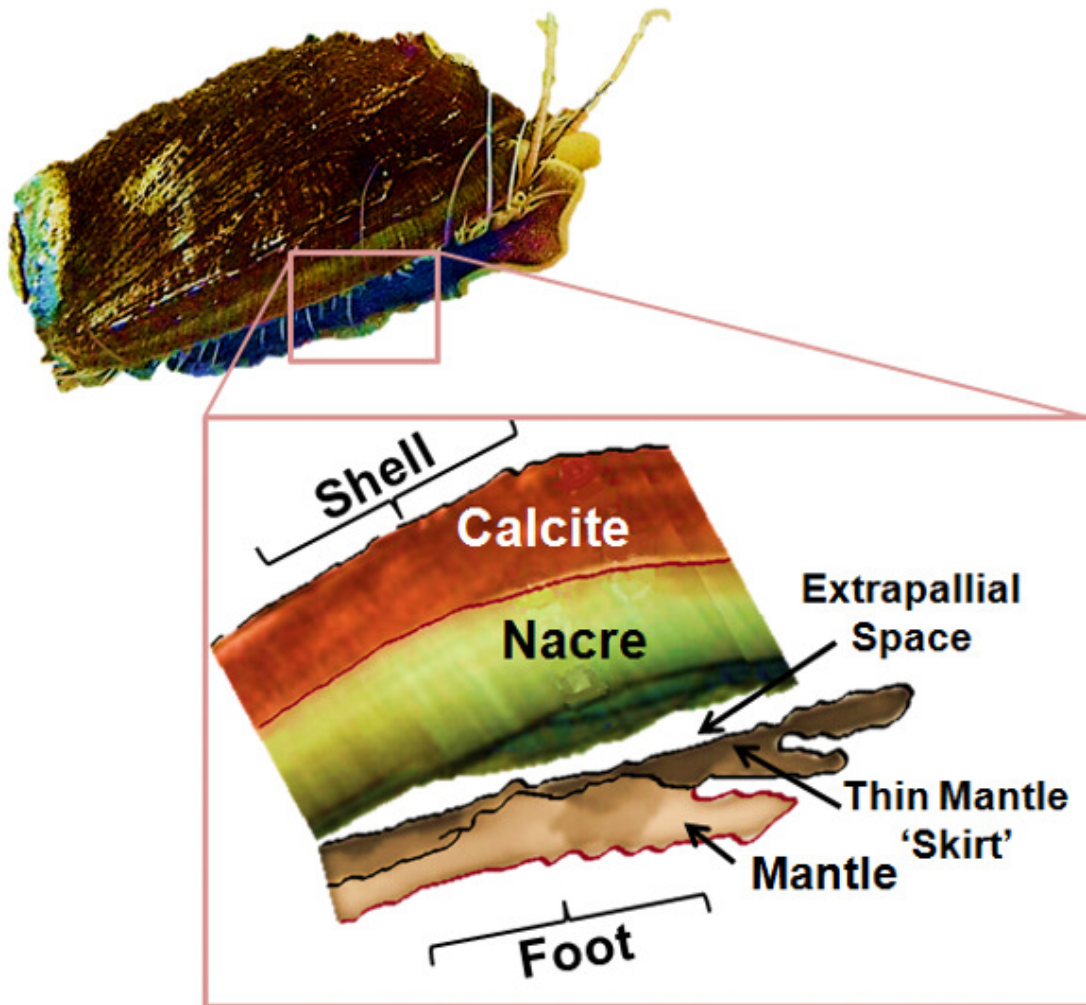 Shell
Calcite
Nacre
Extrapallial
Space
Thin Mantle
‘Skirt’
Mantle
Foot